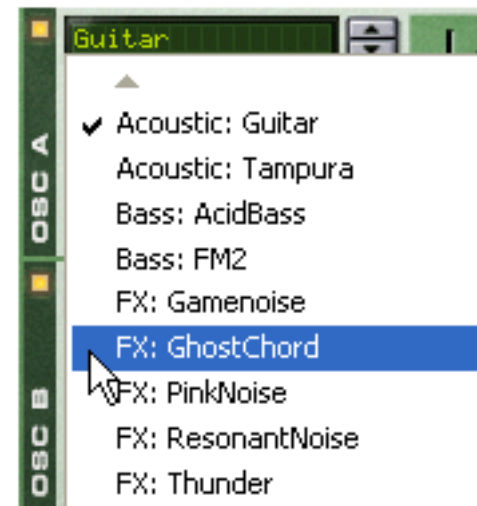 Guitar
Acoustic: Guitar
Acoustic: Tampura
Bass: AcidBass
Bass: FM2
FX: Gamenoise
FX: GhostChord
FX: PinkNoise
FX: ResonantNoise
FX: Thunder
OSC A
OSC B